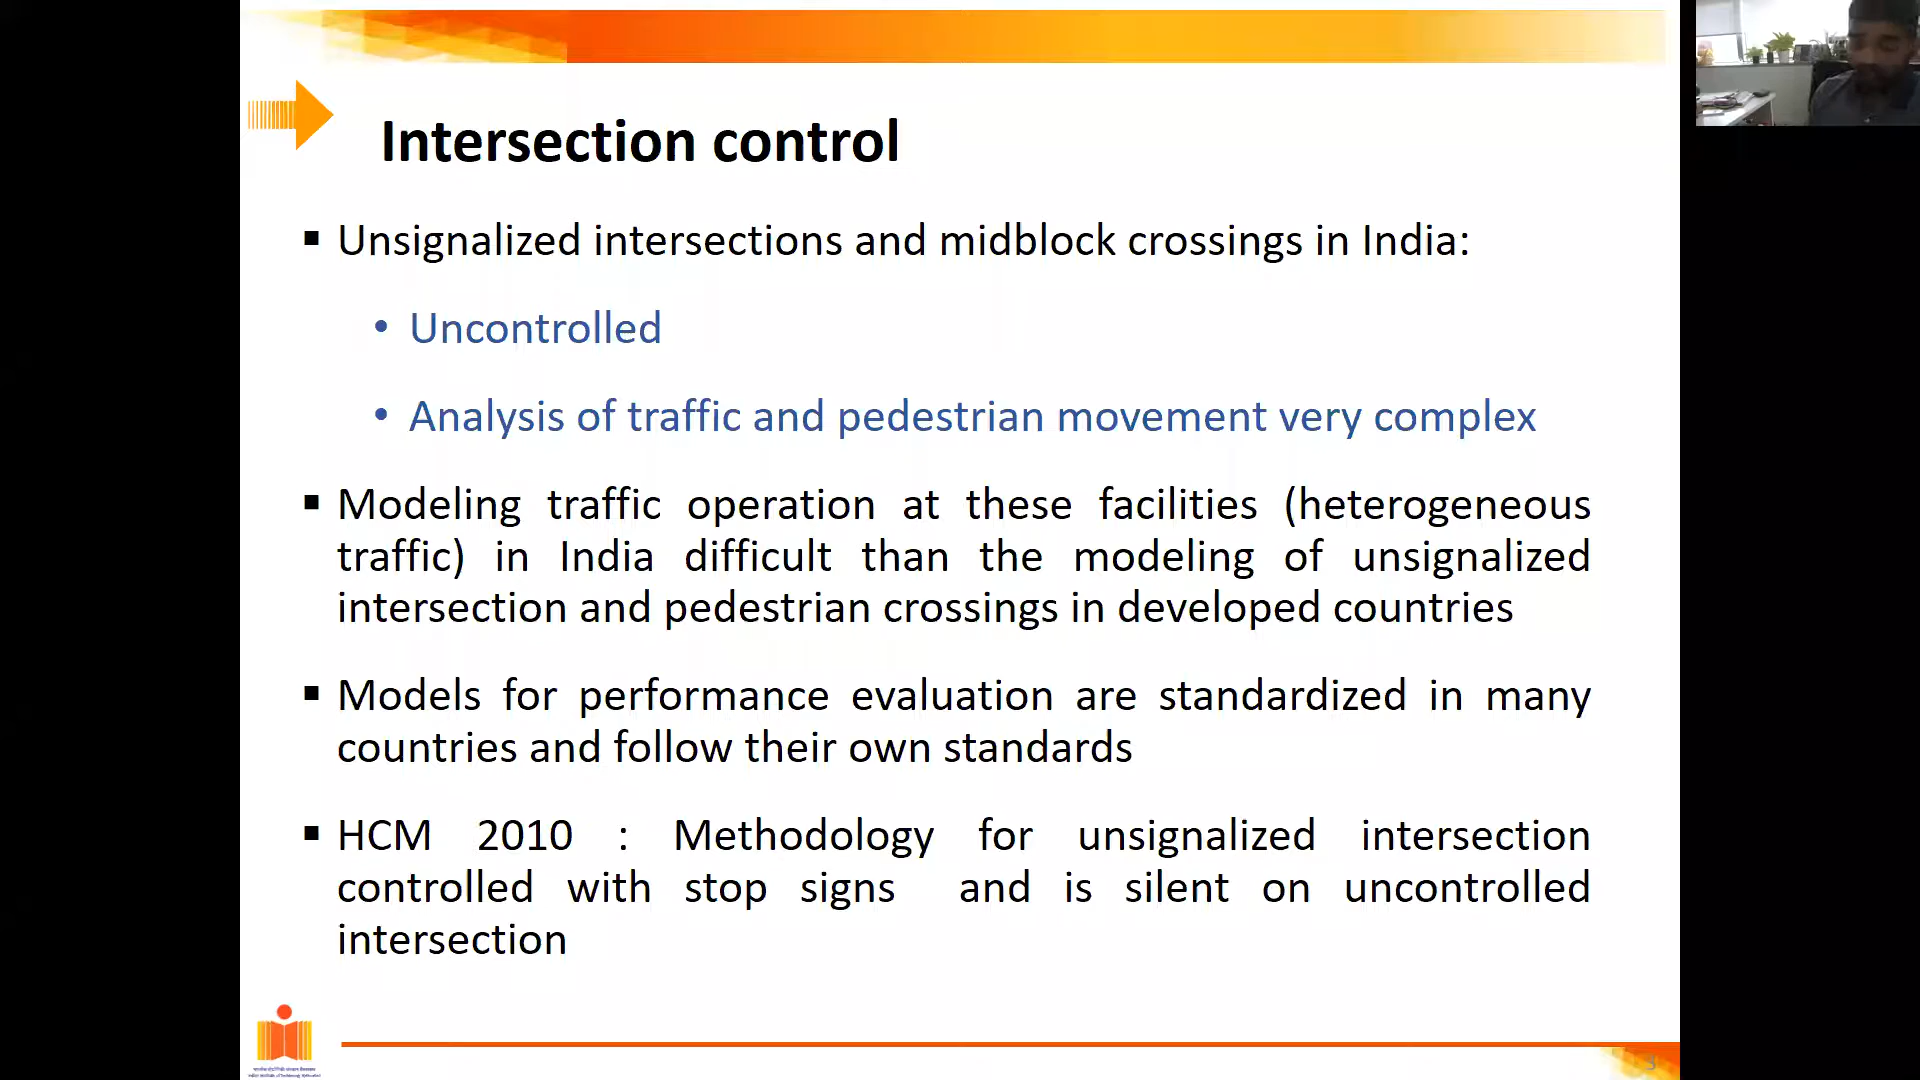 Intersection control
▪ Unsignalized intersections and midblock crossings in India:
• Uncontrolled
• Analysis of traffic and pedestrian movement very complex
▪ Modeling traffic operation at these facilities (heterogeneous
traffic) in India difficult than the modeling of unsignalized
intersection and pedestrian crossings in developed countries
▪ Models for performance evaluation are standardized in many
countries and follow their own standards
▪ HCM 2010 : Methodology for unsignalized intersection
controlled with stop signs and is silent on uncontrolled
intersection
3